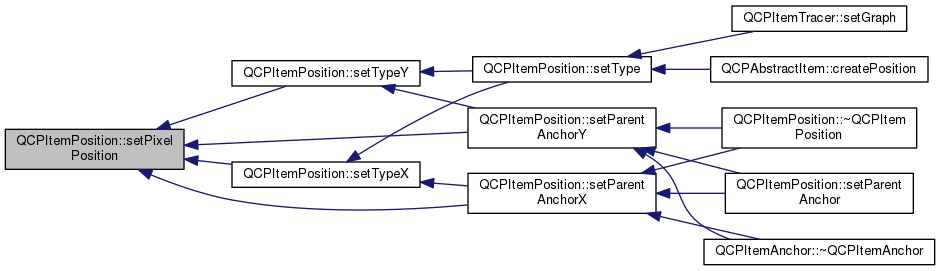 QCPItemTracer::setGraph
QCPItemPosition::setTypeY
QCPItemPosition::setType
QCPAbstractItem::createPosition
QCPItemPosition::setPixel
Position
QCPItemPosition::setParent
AnchorY
QCPItemPosition::~QCPItem
Position
QCPItemPosition::setTypeX
QCPItemPosition::setParent
AnchorX
QCPItemPosition::setParent
Anchor
QCPItemAnchor::~QCPItemAnchor